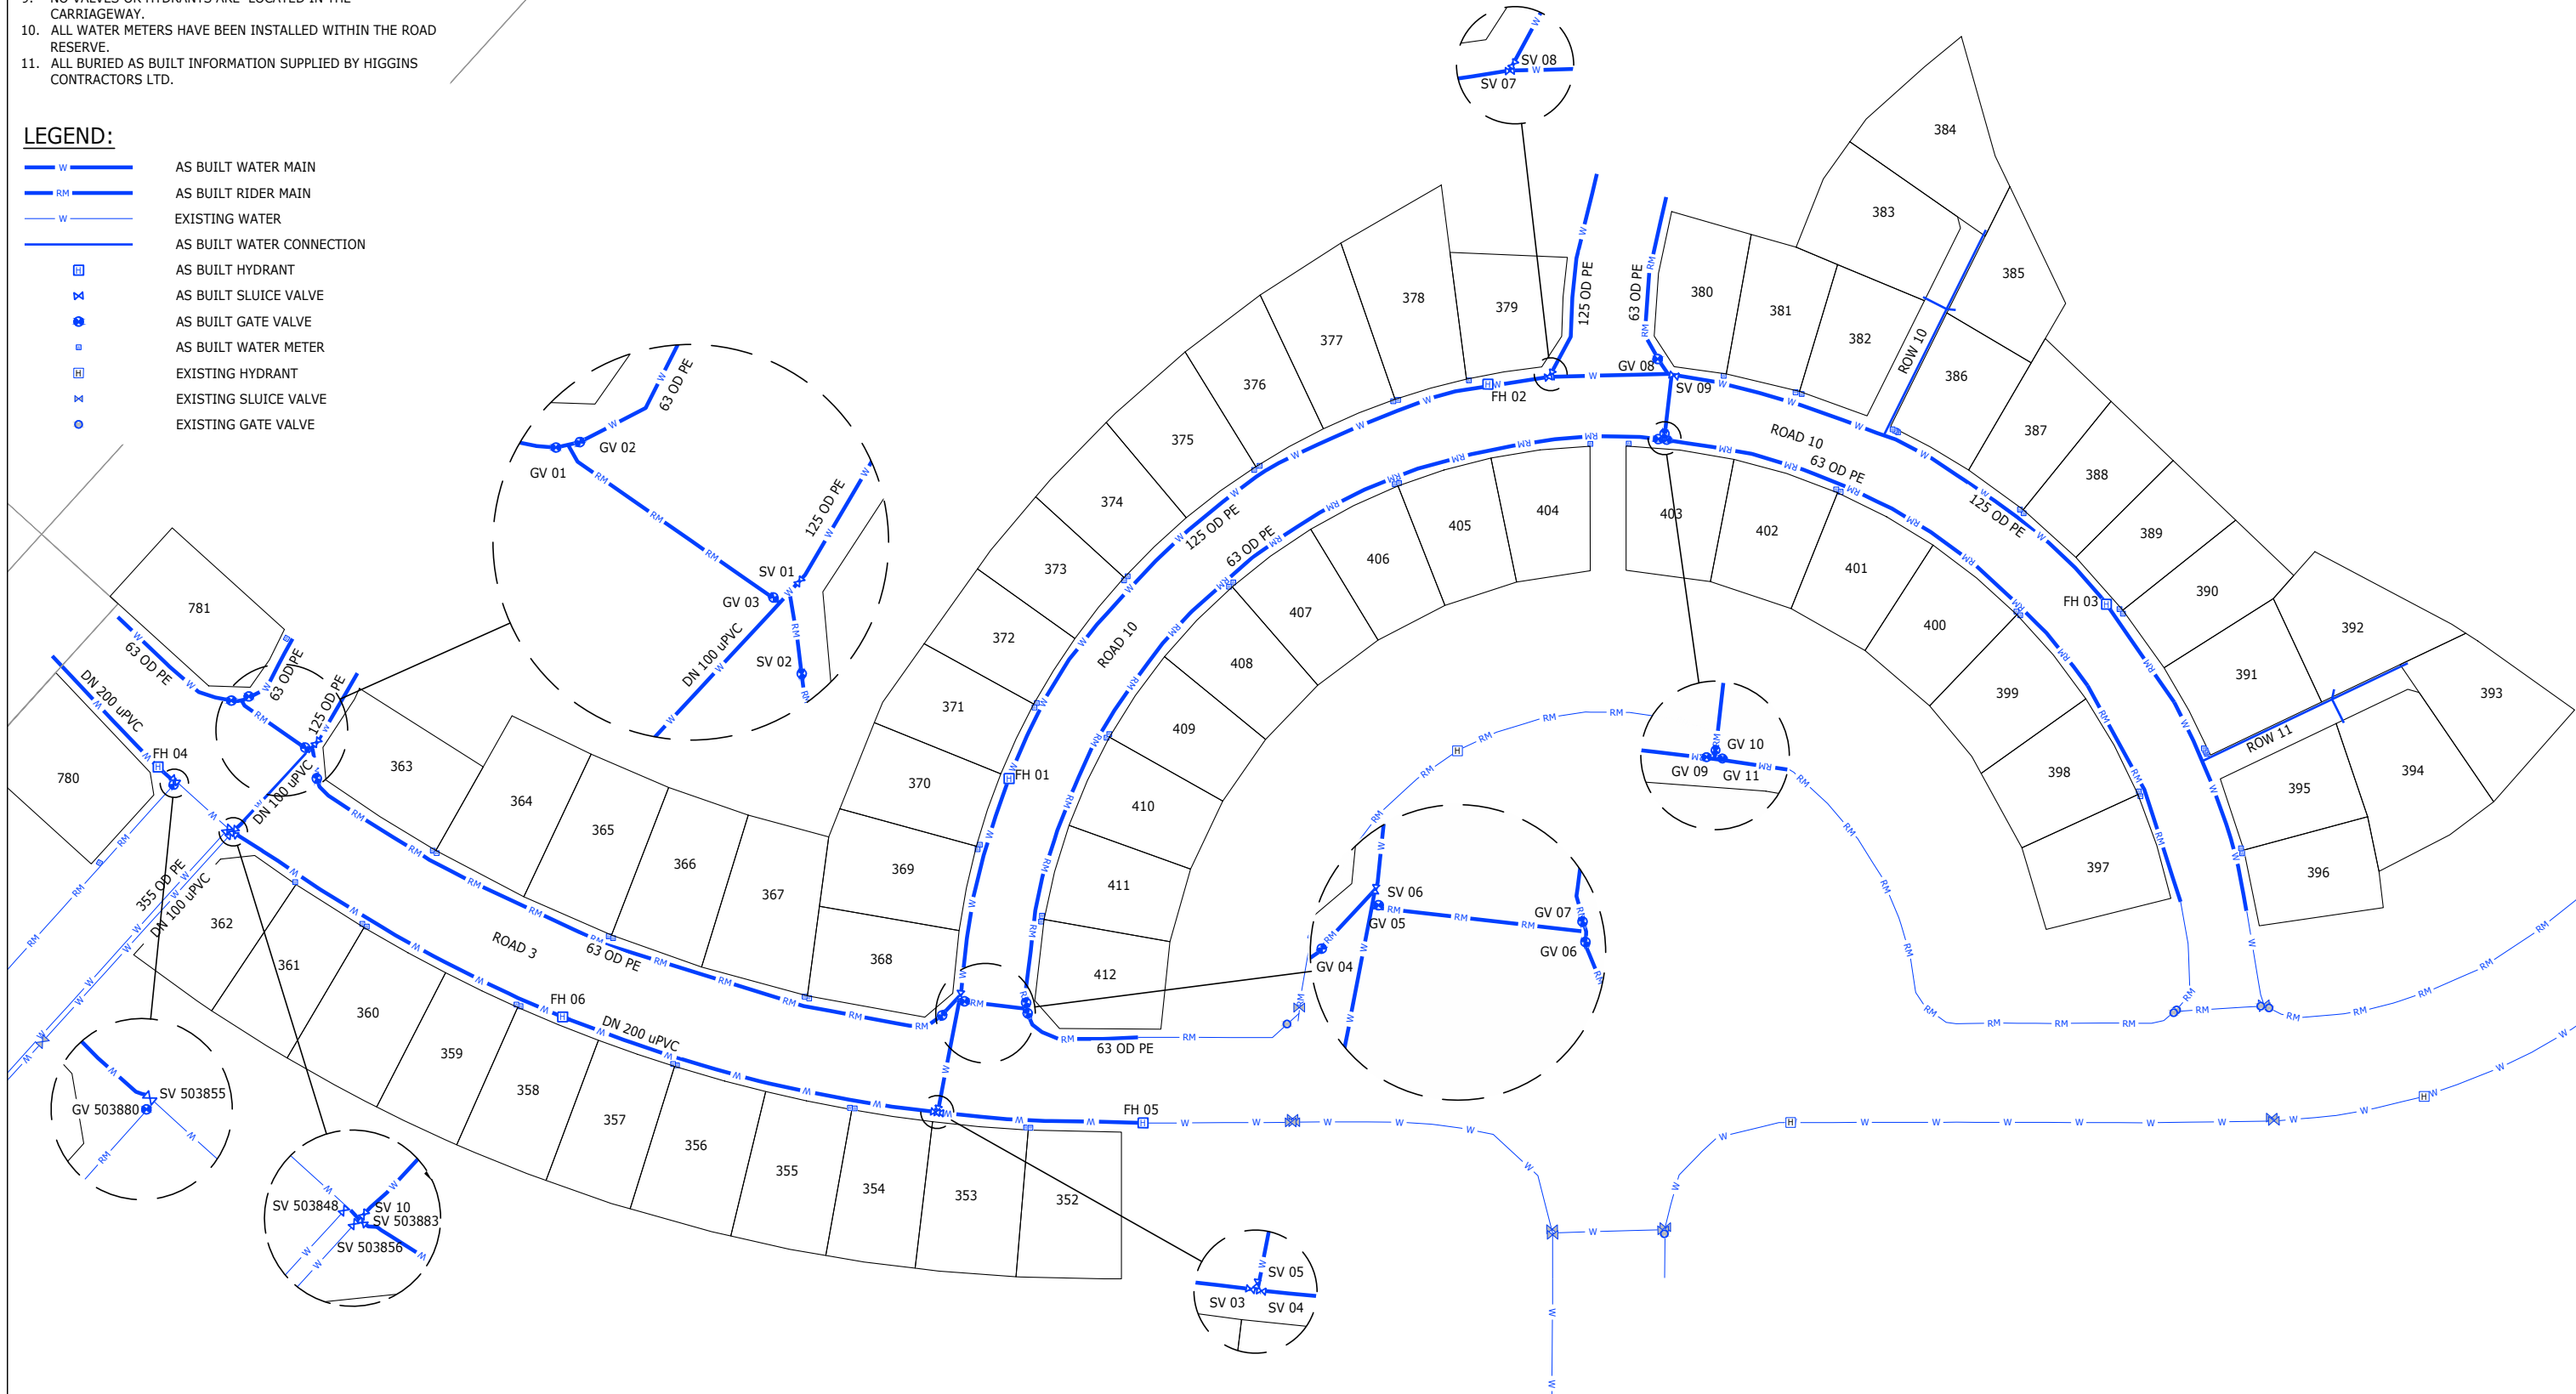 9. NO VALVES OR HYDRANTS ARE LOCATED IN THE
CARRIAGEWAY.
10. ALL WATER METERS HAVE BEEN INSTALLED WITHIN THE ROAD
RESERVE.
11. ALL BURIED AS BUILT INFORMATION SUPPLIED BY HIGGINS
CONTRACTORS LTD.
LEGEND:
W AS BUILT WATER MAIN
RM AS BUILT RIDER MAIN
W EXISTING WATER
AS BUILT WATER CONNECTION
H AS BUILT HYDRANT
AS BUILT SLUICE VALVE
AS BUILT GATE VALVE
AS BUILT WATER METER
H EXISTING HYDRANT
EXISTING SLUICE VALVE
EXISTING GATE VALVE
SV 08
SV 07
384
383
385
380
381
382
386
387
388
389
390
391
392
393
394
395
396
ROW 10
ROW 11
125 OD PE
63 OD PE
GV 08
SV 09
FH 02
ROAD 10
63 OD PE
125 OD PE
FH 03
379
378
377
376
375
374
373
372
371
370
369
368
125 OD PE
63 OD PE
ROAD 10
FH 01
404
405
406
407
408
409
410
411
412
403
402
401
400
399
398
397
GV 01
GV 02
63 OD PE
125 OD PE
SV 01
GV 03
DN 100 uPVC
SV 02
781
780
63 OD PE
DN 200 uPVC
63 OD PE
125 OD PE
FH 04
DN 100 uPVC
355 OD PE
DN 100 uPVC
363
364
365
366
367
362
361
360
359
358
357
356
355
354
353
352
ROAD 3
63 OD PE
FH 06
DN 200 uPVC
63 OD PE
FH 05
GV 10
GV 09
GV 11
SV 06
GV 05
GV 04
GV 07
GV 06
SV 503855
GV 503880
SV 503848
SV 10
SV 503883
SV 503856
SV 05
SV 03
SV 04